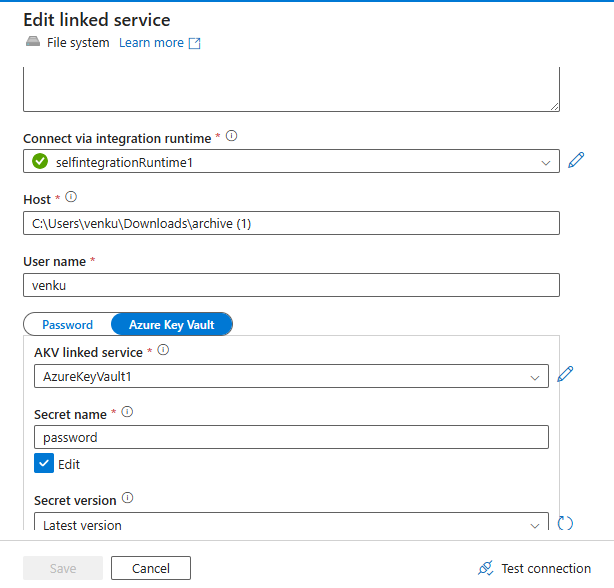 Edit linked service
File system Learn more
Connect via integration runtime *
selfintegrationRuntime1
Host *
C:\Users\venku\Downloads\archive (1)
User name *
venku
Password Azure Key Vault
AKV linked service *
AzureKeyVault1
Secret name *
password
Edit
Secret version
Latest version
Save Cancel Test connection